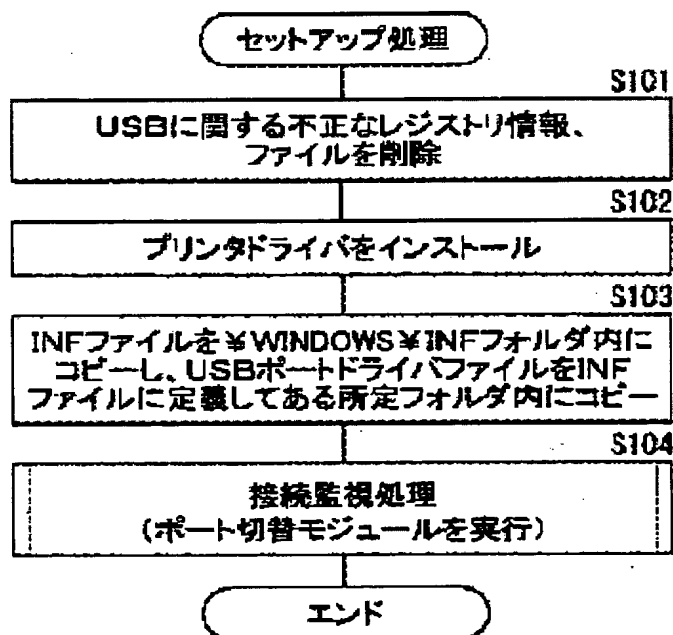 セットアップ処理
S101
USBに関する不正なレジストリ情報、
ファイルを削除
S102
プリンタドライバをインストール
S103
INFファイルを¥WINDOWS¥INFフォルダ内に
コピーし、USBポートドライバファイルをINF
ファイルに定義してある所定フォルダ内にコピー
S104
接続監視処理
(ポート切替モジュールを実行)
エンド